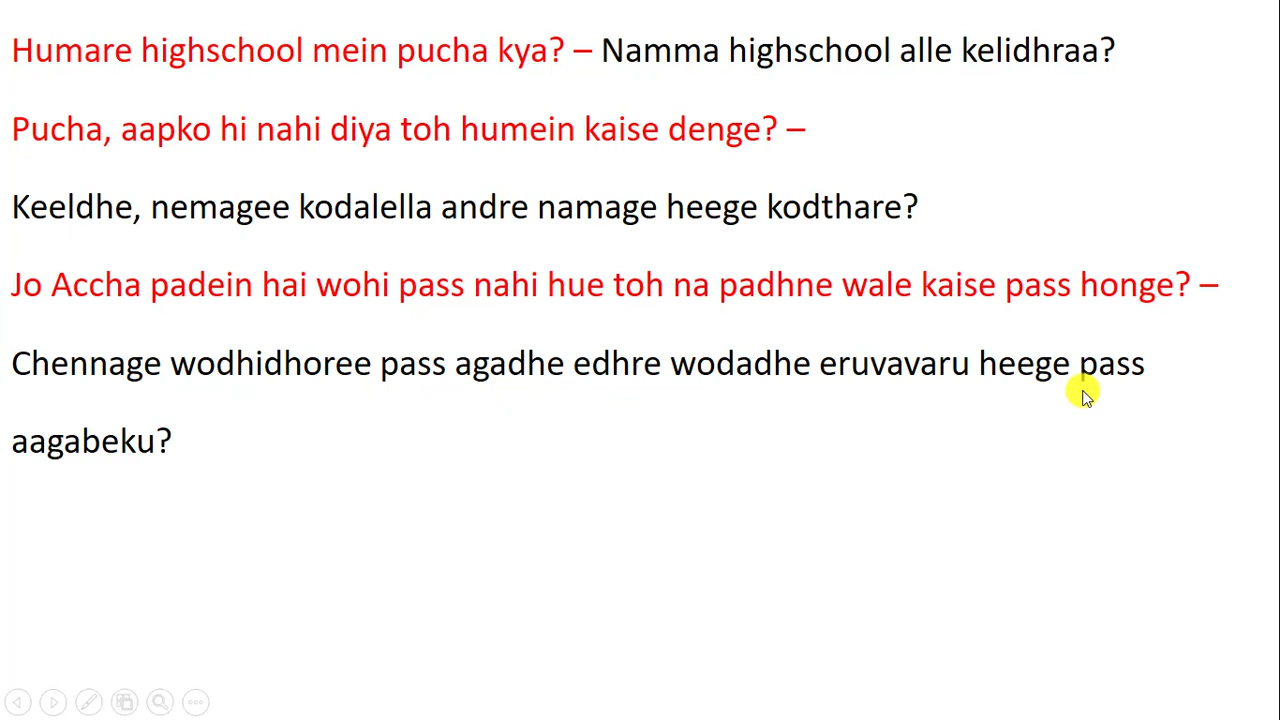 Humare highschool mein pucha kya? – Namma highschool alle kelidhraa?
Pucha, aapko hi nahi diya toh humein kaise denge? –
Keeldhe, nemagee kodalella andre namage heege kodthare?
Jo Accha padein hai wohi pass nahi hue toh na padhne wale kaise pass honge? –
Chennage wodhidhoree pass agadhe edhre wodadhe eruvavaru heege pass
aagabeku?